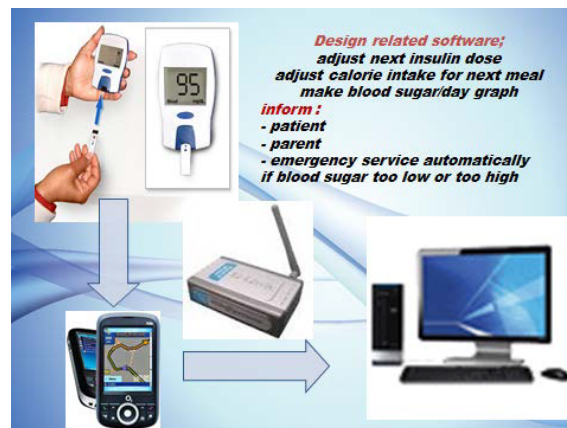 Design related software;
adjust next insulin dose
adjust calorie intake for next meal
make blood sugar/day graph
inform :
- patient
- parent
- emergency service automatically
if blood sugar too low or too high
95